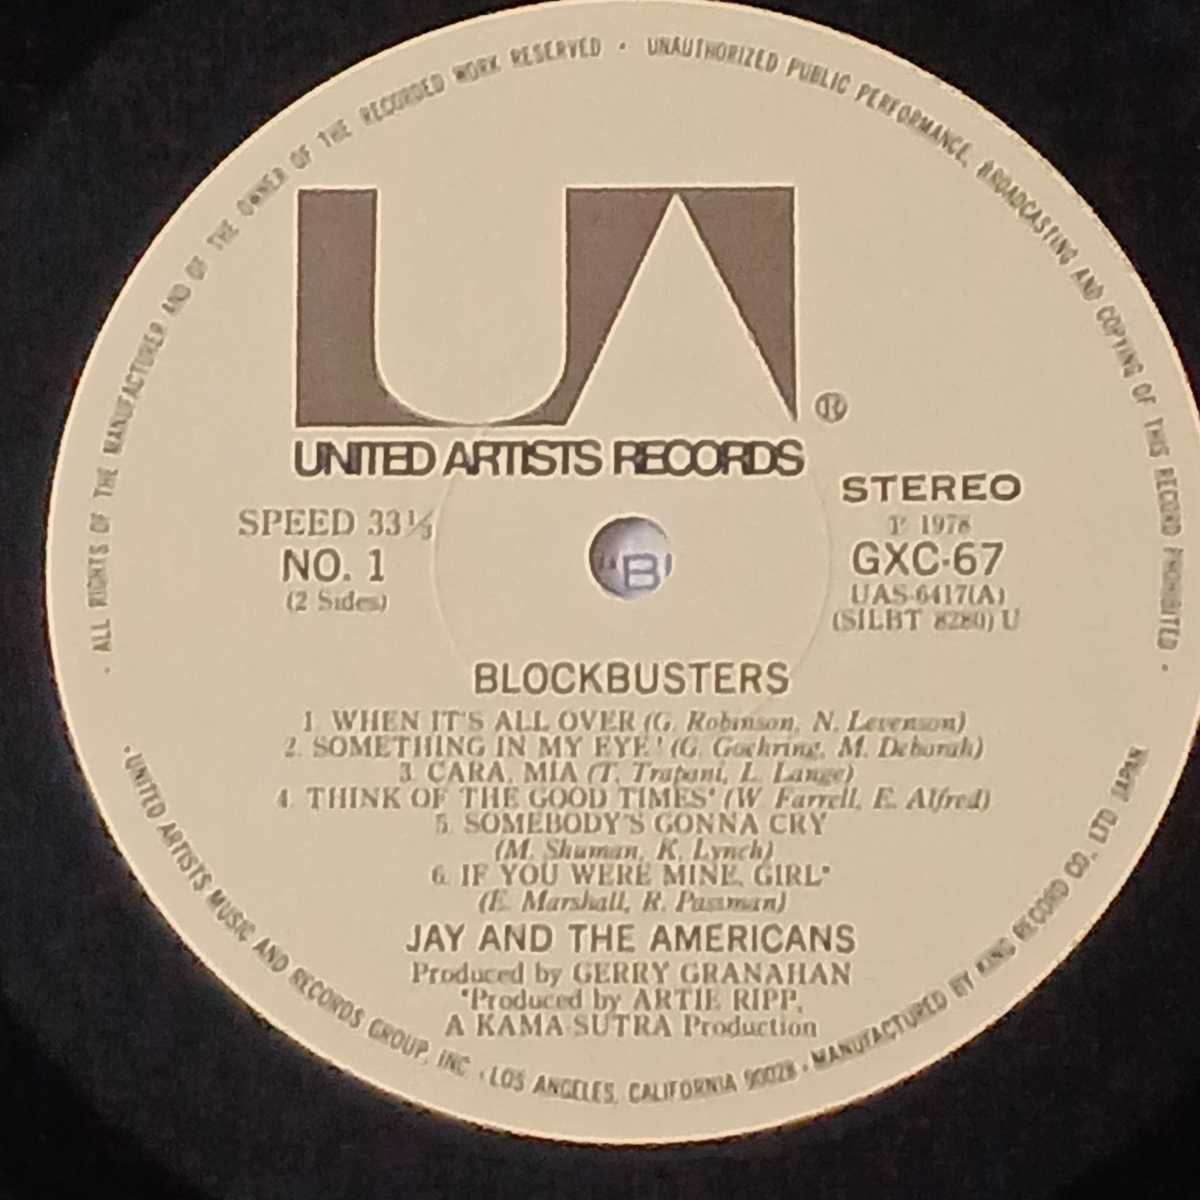 · ALL RIGHTS OF THE MANUFACTURER AND OF THE OWNER OF THE RECORDED WORK RESERVED · UNAUTHORIZED PUBLIC PERFORMANCE, BROADCASTING AND COPYING OF THIS RECORD PROHIBITED ·
UA®
UNITED ARTISTS RECORDS
SPEED 33⅓
NO. 1
(2 Sides)
STEREO
℗ 1978
GXC-67
UAS-6417(A)
(SILBT 8280) U
"B"
BLOCKBUSTERS
1. WHEN IT'S ALL OVER (G. Robinson, N. Levenson)
2. SOMETHING IN MY EYE* (G. Goehring, M. Deborah)
3. CARA, MIA (T. Trapani, L. Lange)
4. THINK OF THE GOOD TIMES* (W. Farrell, E. Alfred)
5. SOMEBODY'S GONNA CRY
(M. Shuman, K. Lynch)
6. IF YOU WERE MINE, GIRL*
(E. Marshall, R. Passman)
JAY AND THE AMERICANS
Produced by GERRY GRANAHAN
*Produced by ARTIE RIPP,
A KAMA SUTRA Production
· UNITED ARTISTS MUSIC AND RECORDS GROUP, INC · LOS ANGELES, CALIFORNIA 90028 · MANUFACTURED BY KING RECORD CO., LTD JAPAN